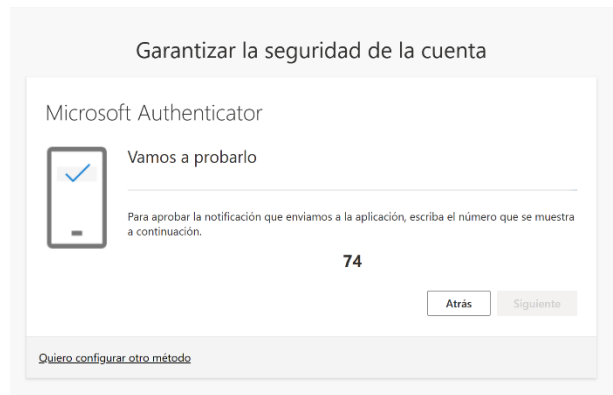 Garantizar la seguridad de la cuenta
Microsoft Authenticator
Vamos a probarlo
Para aprobar la notificación que enviamos a la aplicación, escriba el número que se muestra
a continuación.
74
Atrás
Siguiente
Quiero configurar otro método